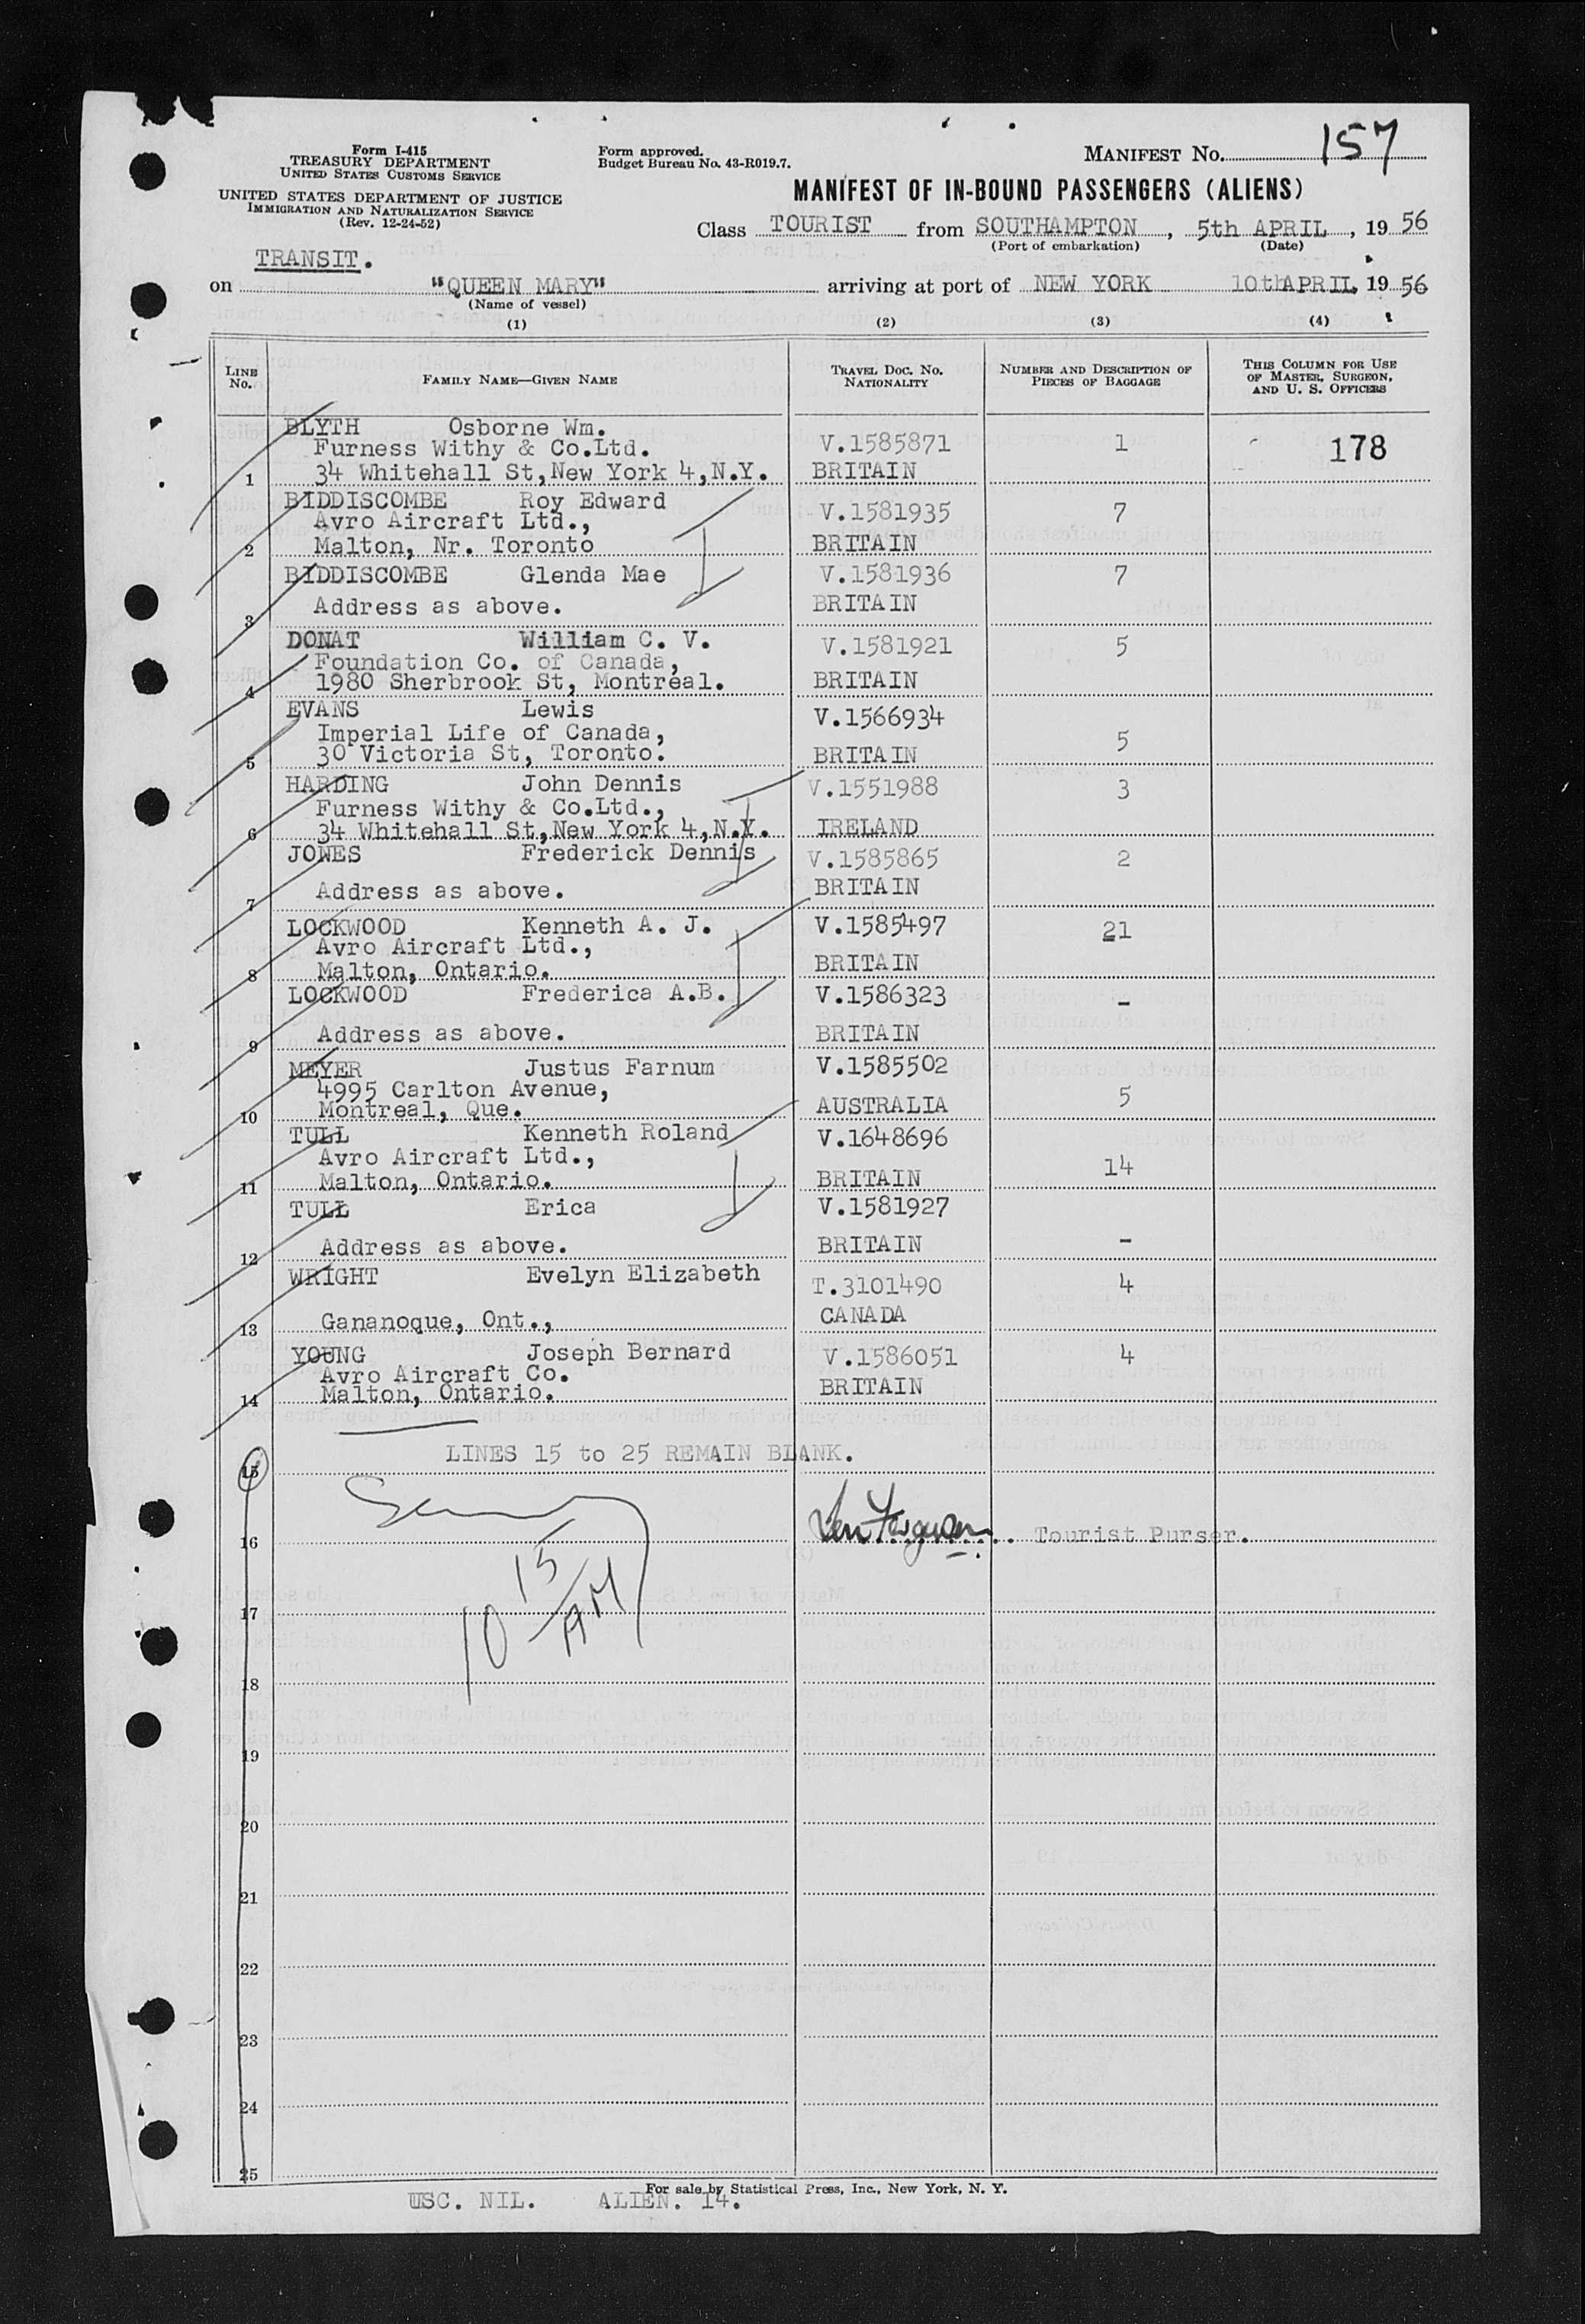 Form I-415
TREASURY DEPARTMENT
UNITED STATES CUSTOMS SERVICE
UNITED STATES DEPARTMENT OF JUSTICE
IMMIGRATION AND NATURALIZATION SERVICE
(Rev. 12-24-52)
Form approved.
Budget Bureau No. 43-R019.7.
MANIFEST No. 157
MANIFEST OF IN-BOUND PASSENGERS (ALIENS)
Class TOURIST from SOUTHAMPTON, 5th APRIL, 1956
(Port of embarkation) (Date)
TRANSIT.
on "QUEEN MARY" arriving at port of NEW YORK 10th APRIL, 1956
(Name of vessel)
(1) (2) (3) (4)
LINE No. FAMILY NAME—GIVEN NAME TRAVEL DOC. NO. NATIONALITY NUMBER AND DESCRIPTION OF PIECES OF BAGGAGE THIS COLUMN FOR USE OF MASTER, SURGEON, AND U. S. OFFICERS
BLYTH Osborne Wm.
Furness Withy & Co.Ltd. V.1585871 1 178
1 34 Whitehall St,New York 4,N.Y. BRITAIN
BIDDISCOMBE Roy Edward
Avro Aircraft Ltd., V.1581935 7
2 Malton, Nr. Toronto BRITAIN
BIDDISCOMBE Glenda Mae V.1581936 7
3 Address as above. BRITAIN
DONAT William C. V. V.1581921 5
Foundation Co. of Canada,
4 1980 Sherbrook St, Montreal. BRITAIN
EVANS Lewis V.1566934
Imperial Life of Canada, 5
5 30 Victoria St, Toronto. BRITAIN
HARDING John Dennis V.1551988 3
Furness Withy & Co.Ltd.,
6 34 Whitehall St,New York 4,N.Y. IRELAND
JONES Frederick Dennis V.1585865 2
7 Address as above. BRITAIN
LOCKWOOD Kenneth A. J. V.1585497 21
Avro Aircraft Ltd.,
8 Malton, Ontario. BRITAIN
LOCKWOOD Frederica A.B. V.1586323 -
9 Address as above. BRITAIN
MEYER Justus Farnum V.1585502
4995 Carlton Avenue, 5
10 Montreal, Que. AUSTRALIA
TULL Kenneth Roland V.1648696
Avro Aircraft Ltd., 14
11 Malton, Ontario. BRITAIN
TULL Erica V.1581927
12 Address as above. BRITAIN -
WRIGHT Evelyn Elizabeth T.3101490 4
13 Gananoque, Ont., CANADA
YOUNG Joseph Bernard V.1586051 4
Avro Aircraft Co.
14 Malton, Ontario. BRITAIN
LINES 15 to 25 REMAIN BLANK.
15
16 Len Ferguson Tourist Purser.
10 15 AM
17
18
19
20
21
22
23
24
25
For sale by Statistical Press, Inc., New York, N. Y.
USC. NIL. ALIEN. 14.